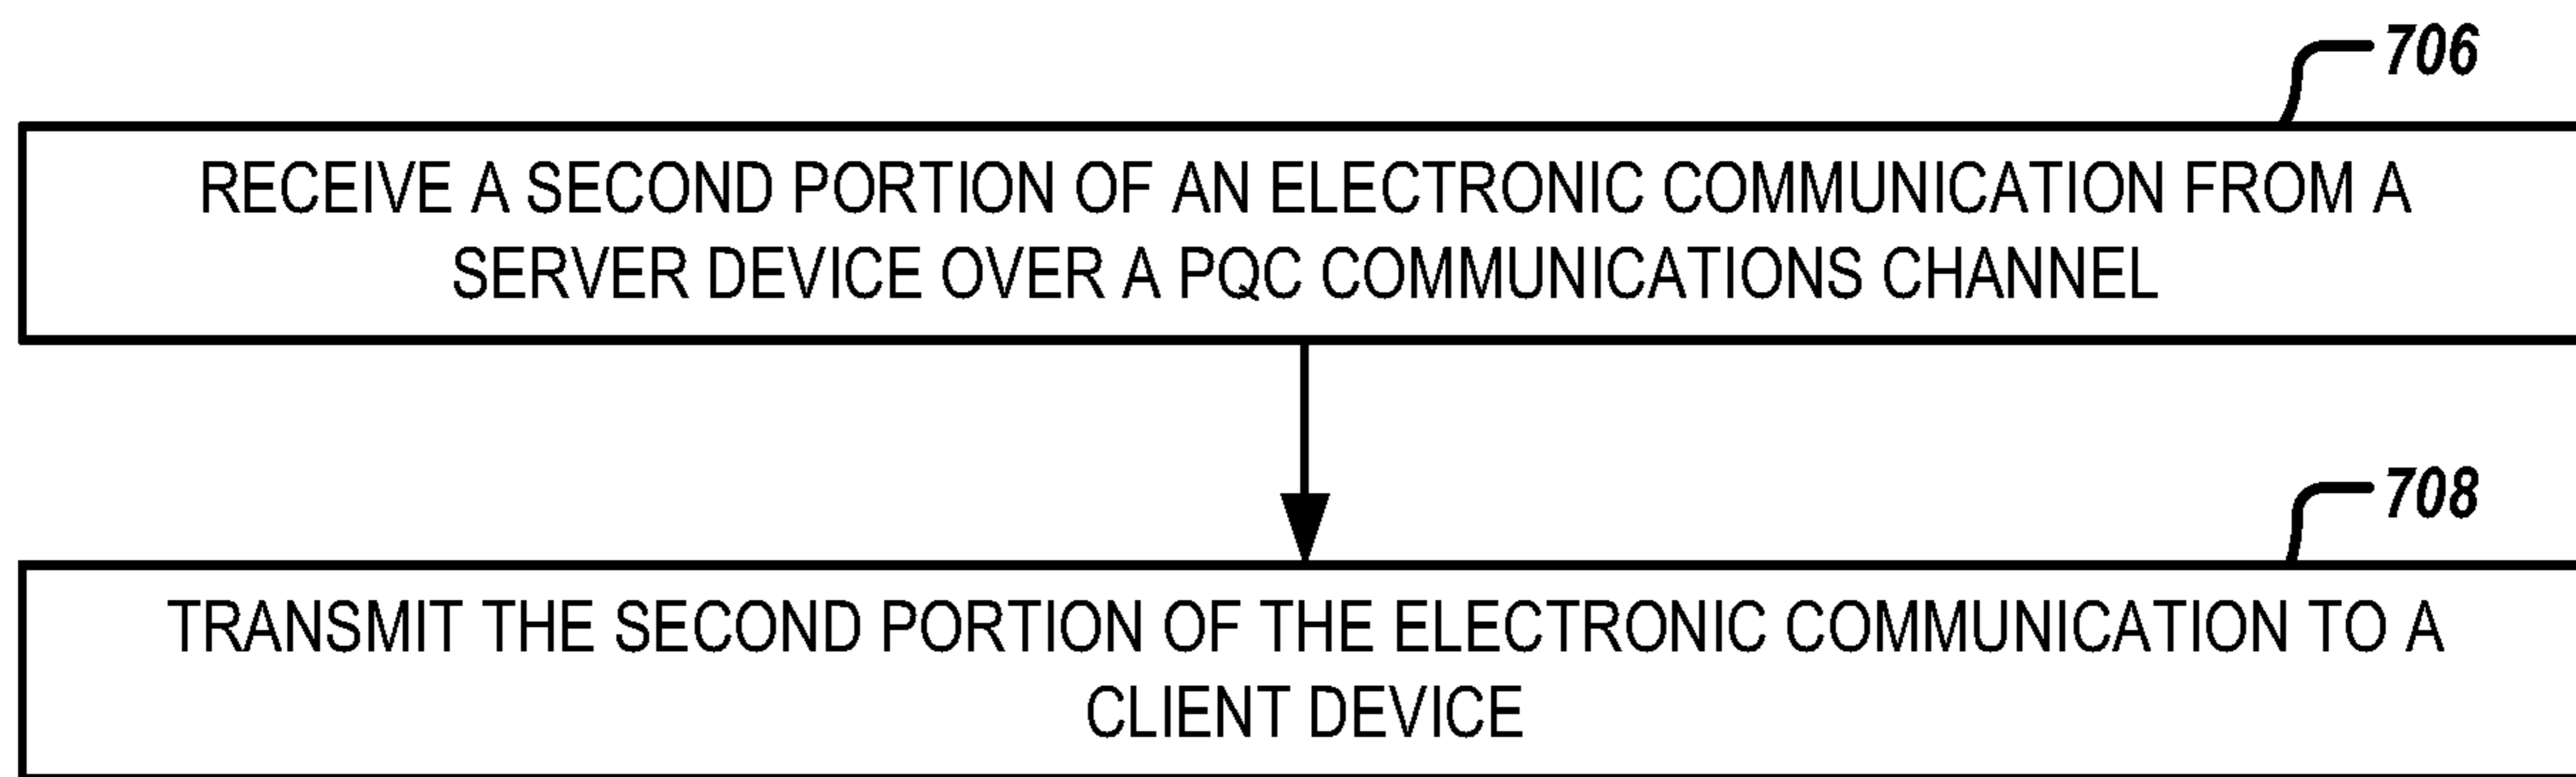 706
RECEIVE A SECOND PORTION OF AN ELECTRONIC COMMUNICATION FROM A
SERVER DEVICE OVER A PQC COMMUNICATIONS CHANNEL
708
TRANSMIT THE SECOND PORTION OF THE ELECTRONIC COMMUNICATION TO A
CLIENT DEVICE